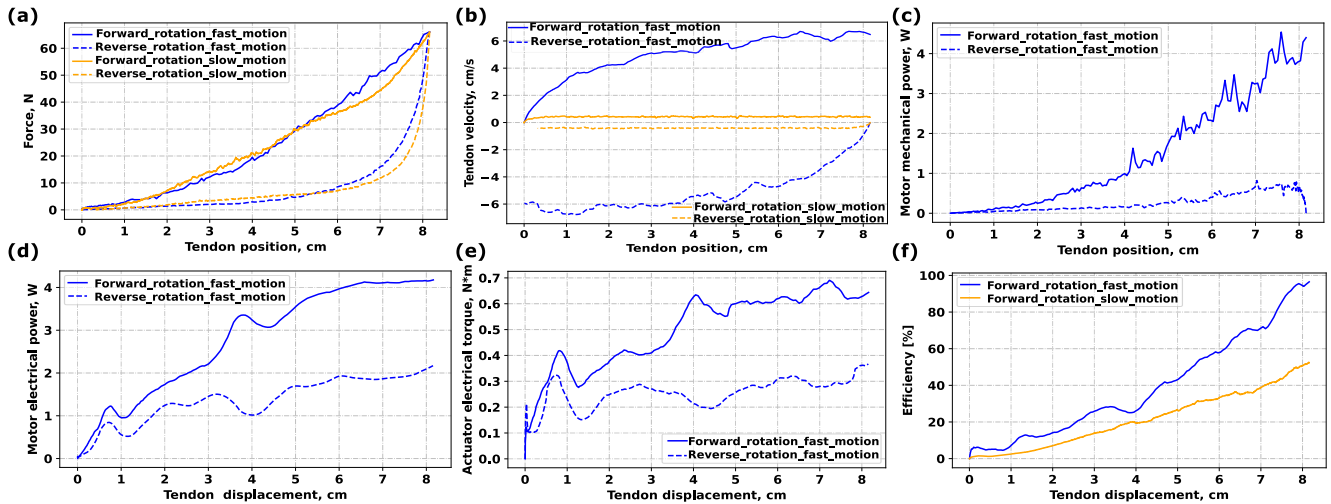 (a)
Forward_rotation_fast_motion
Reverse_rotation_fast_motion
Forward_rotation_slow_motion
Reverse_rotation_slow_motion
Force, N
60
50
40
30
20
10
0
0 1 2 3 4 5 6 7 8
Tendon position, cm
(b)
Forward_rotation_fast_motion
Reverse_rotation_fast_motion
Tendon velocity, cm/s
6
4
2
0
−2
−4
−6
Forward_rotation_slow_motion
Reverse_rotation_slow_motion
0 1 2 3 4 5 6 7 8
Tendon position, cm
(c)
Forward_rotation_fast_motion
Reverse_rotation_fast_motion
Motor mechanical power, W
4
3
2
1
0
0 1 2 3 4 5 6 7 8
Tendon position, cm
(d)
Forward_rotation_fast_motion
Reverse_rotation_fast_motion
Motor electrical power, W
4
3
2
1
0
0 1 2 3 4 5 6 7 8
Tendon displacement, cm
(e)
Actuator electrical torque, N*m
0.7
0.6
0.5
0.4
0.3
0.2
0.1
0.0
Forward_rotation_fast_motion
Reverse_rotation_fast_motion
0 1 2 3 4 5 6 7 8
Tendon displacement, cm
(f)
Forward_rotation_fast_motion
Forward_rotation_slow_motion
Efficiency [%]
100
80
60
40
20
0
0 1 2 3 4 5 6 7 8
Tendon displacement, cm